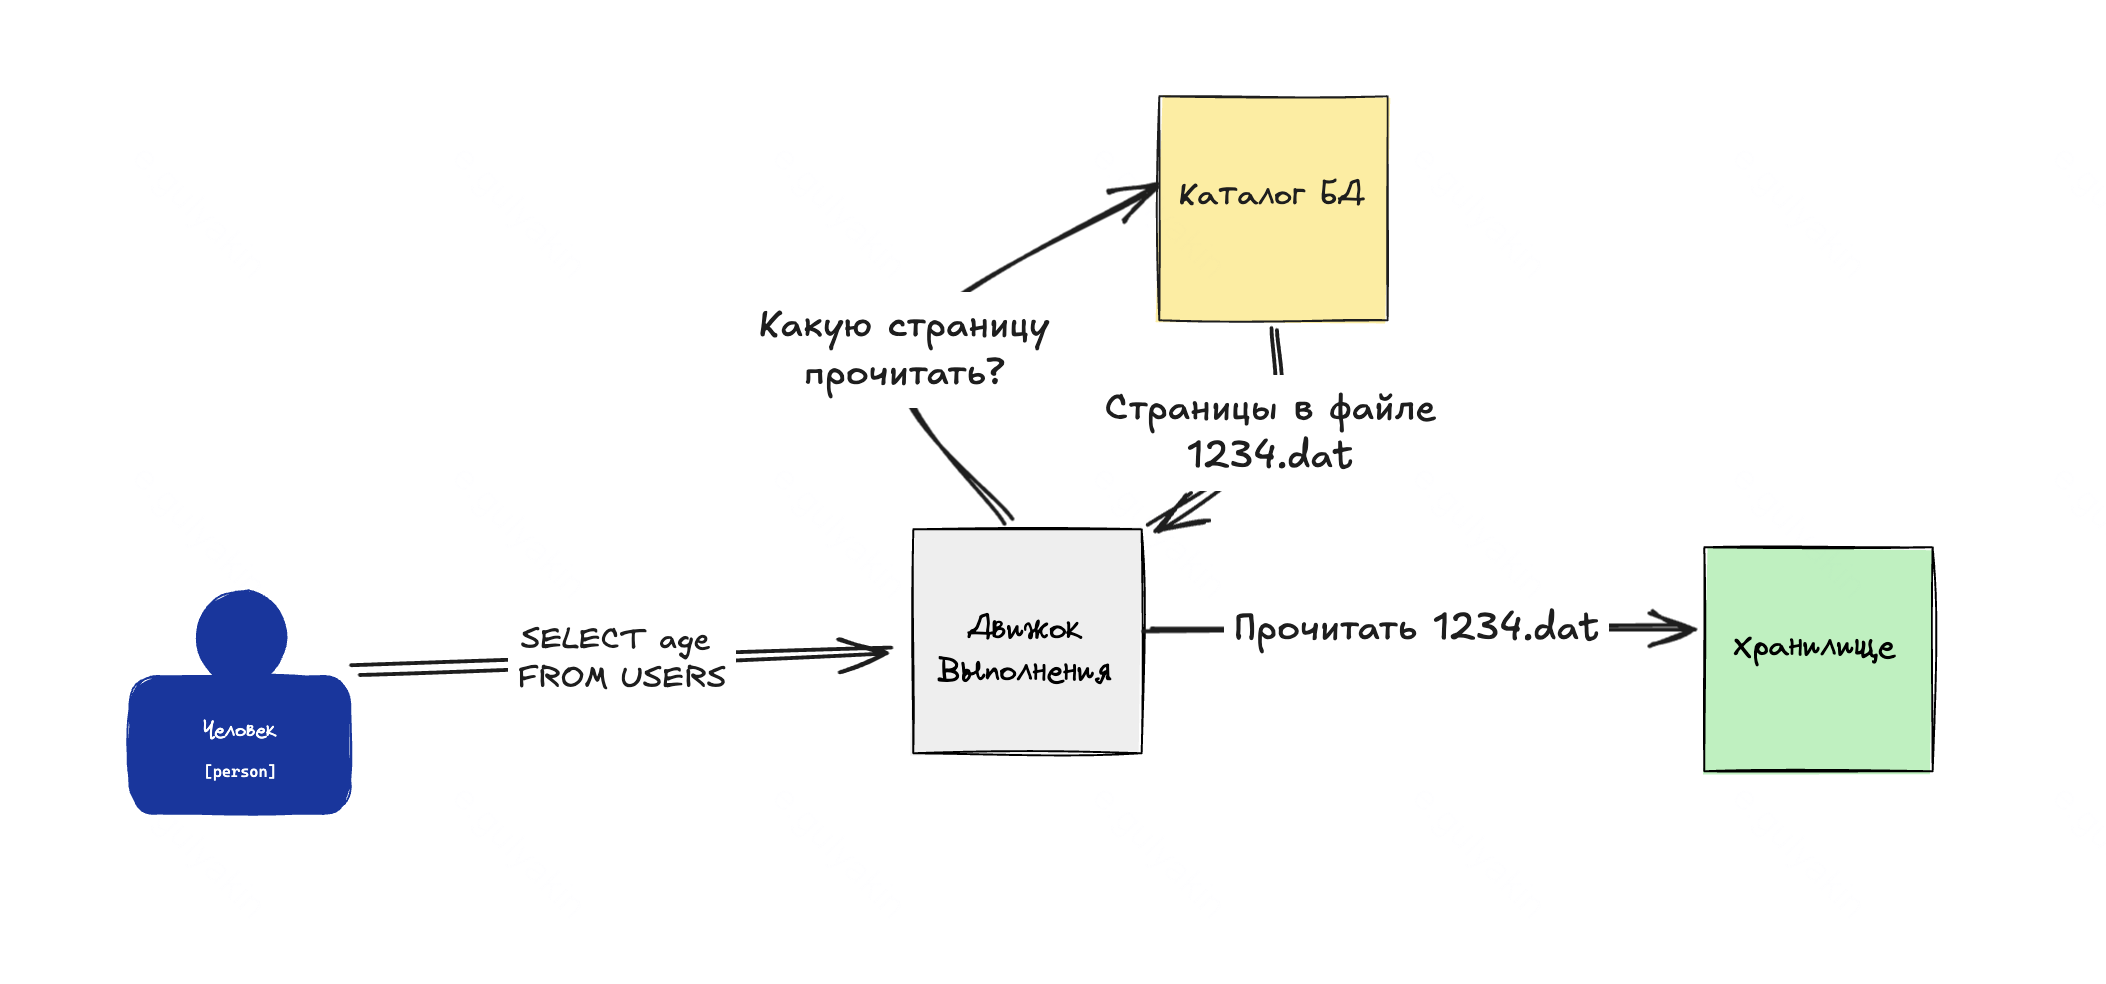 Каталог БД
Какую страницу
прочитать?
Страницы в файле
1234.dat
SELECT age
FROM USERS
Движок
Выполнения
Прочитать 1234.dat
Хранилище
Человек
[person]